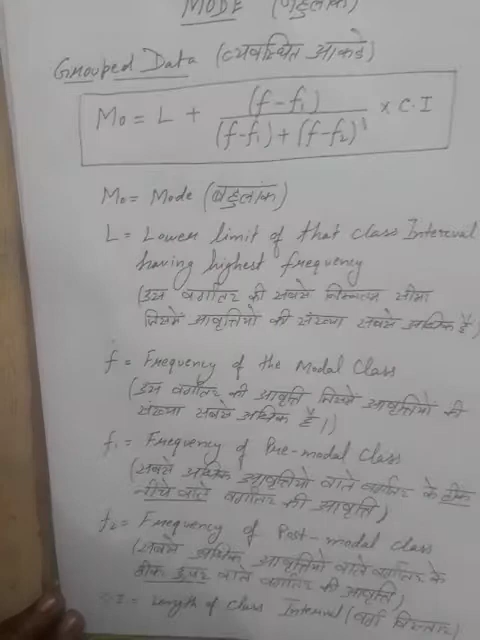 MODE (बहुलांक)
Grouped Data (व्यवस्थित आकडे)
Mo = L + (f-f1) / (f-f1)+(f-f2) × C.I
Mo = Mode (बहुलांक)
L = Lower limit of that class Interval
having highest frequency
(उस वर्गांतर की सबसे निम्नतम सीमा
जिसमें आवृत्तियो की संख्या सबसे अधिक है)
f = Frequency of the Modal Class
(उस वर्गांतर की आवृत्ति जिसमें आवृत्तियों की
संख्या सबसे अधिक है।)
f1 = Frequency of Pre-modal Class
(सबसे अधिक आवृत्तियो वाले वर्गांतर के ठीक
नीचे वाले वर्गांतर की आवृत्ति)
f2 = Frequency of Post-modal class
(सबसे अधिक आवृत्तियो वाले वर्गांतर के
ठीक ऊपर वाले वर्गांतर की आवृत्ति)
I = Length of class Interval (वर्ग विस्तार)